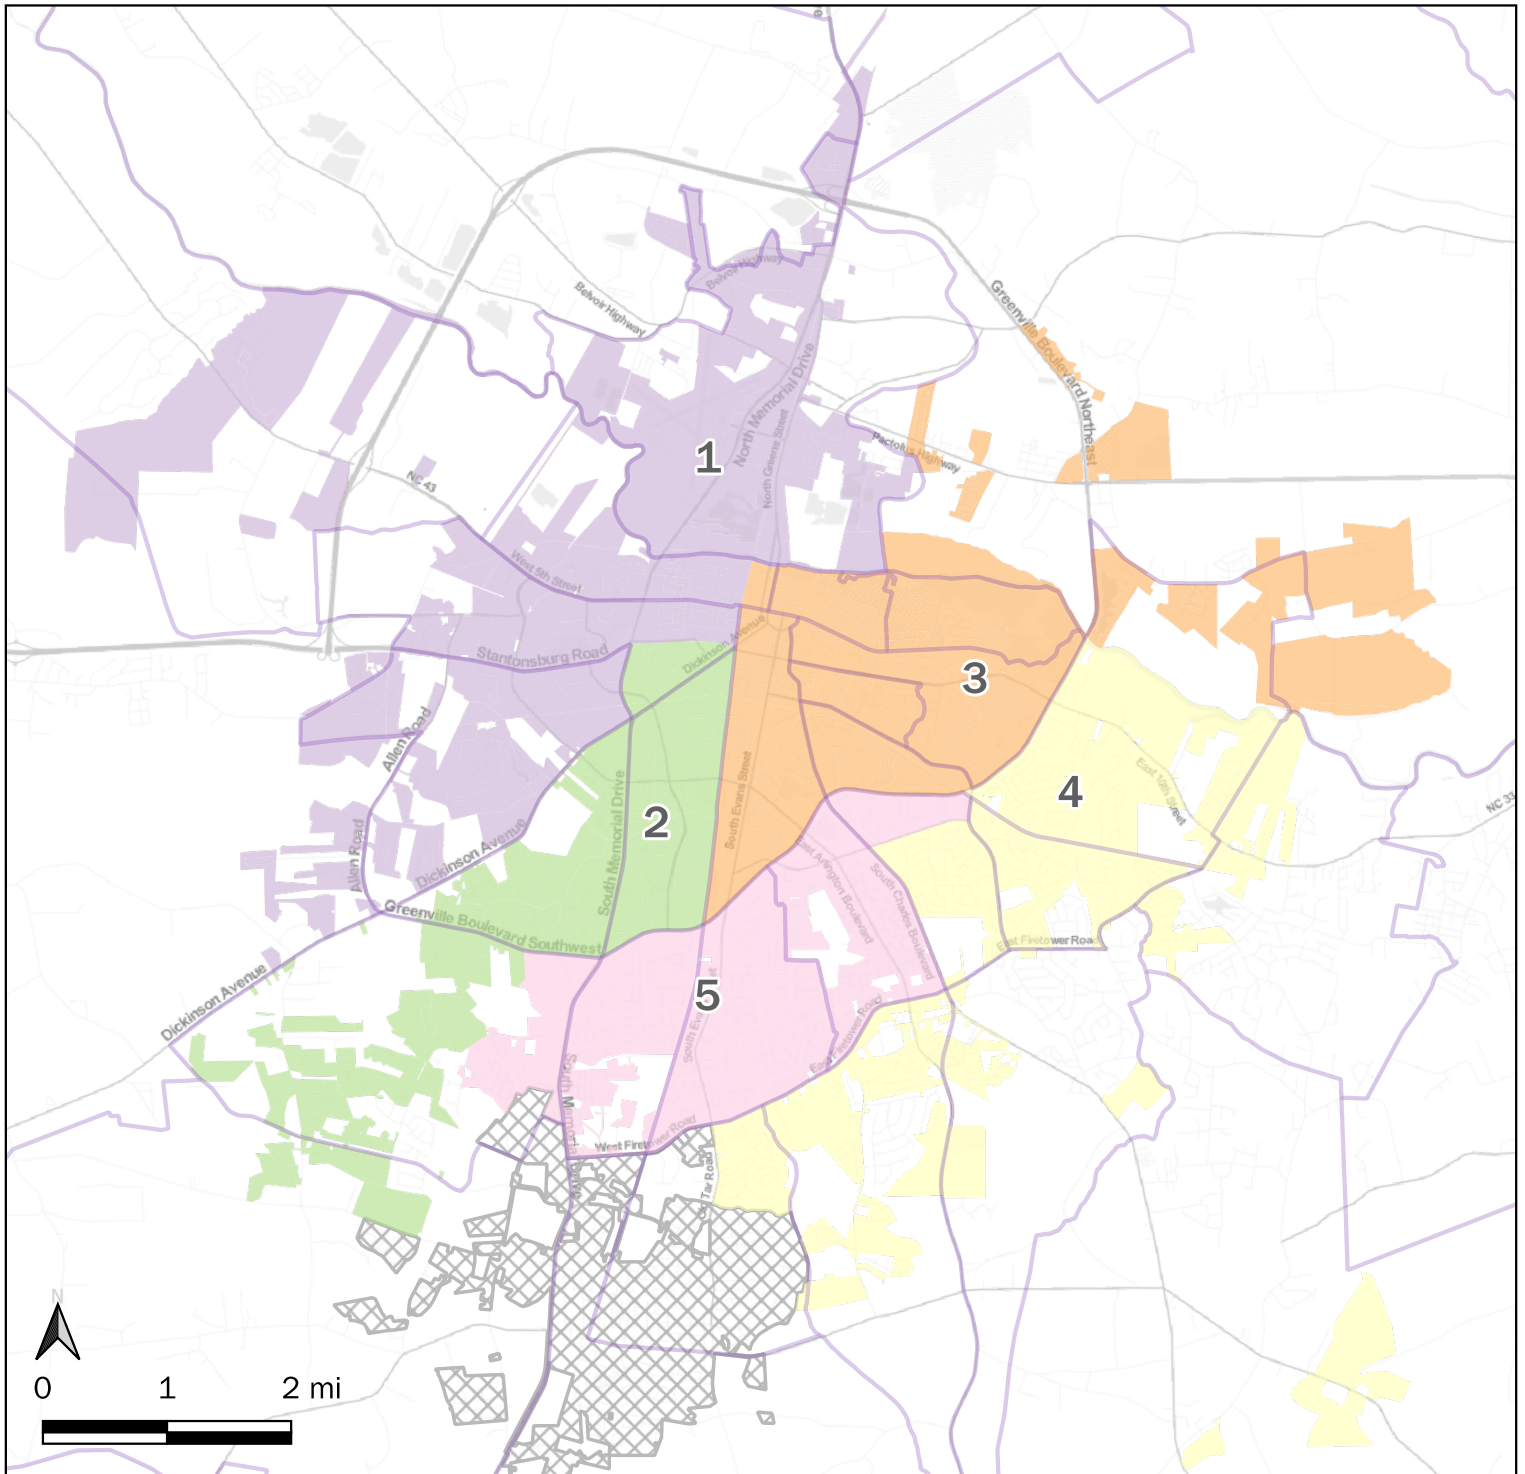 Belvoir Highway
Belvoir Highway
Greenville Boulevard Northeast
North Memorial Drive
North Greene Street
1
Pactolus Highway
NC 43
West 5th Street
Dickinson Avenue
Stantonsburg Road
3
Allen Road
South Memorial Drive
South Evans Street
2
4
East 10th Street
NC 33
Allen Road
Dickinson Avenue
East Arlington Boulevard
South Charles Boulevard
Greenville Boulevard Southwest
East Firetower Road
Dickinson Avenue
5
East Firetower Road
South Memorial Drive
West Firetower Road
Tar Road
N
0 1 2 mi